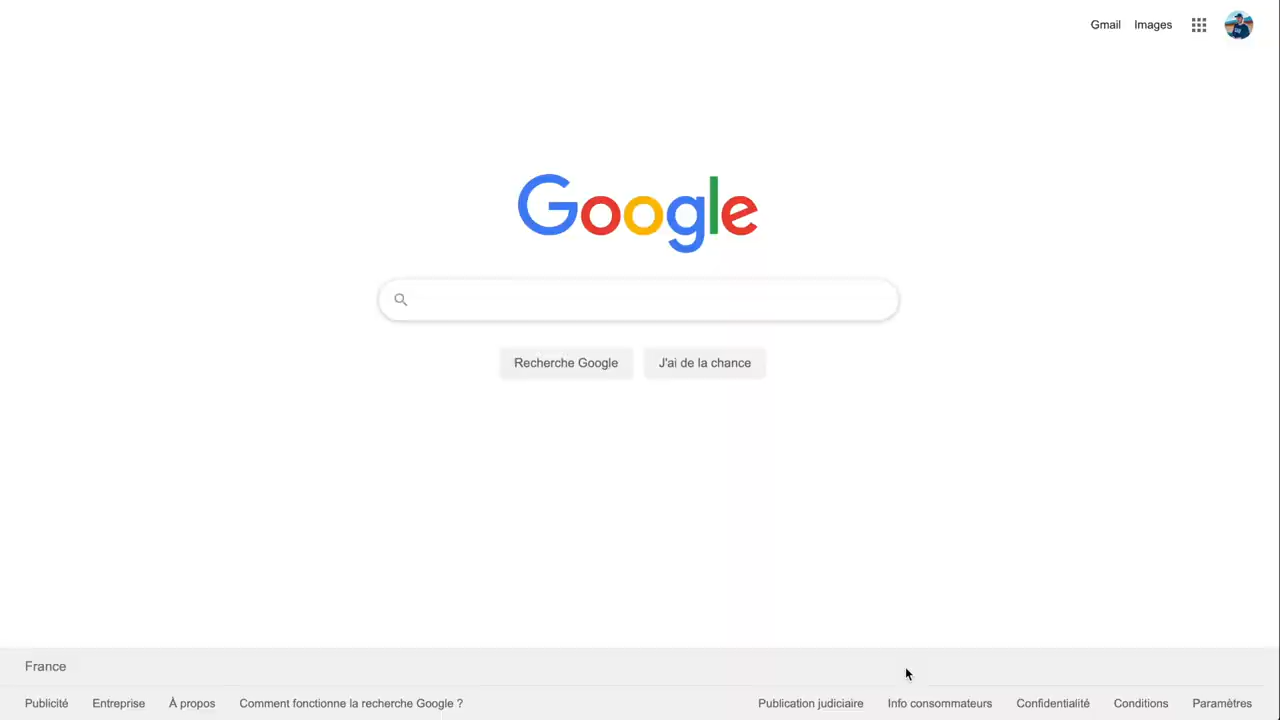 Gmail Images
Google
Recherche Google J'ai de la chance
France
Publicité Entreprise À propos Comment fonctionne la recherche Google ? Publication judiciaire Info consommateurs Confidentialité Conditions Paramètres